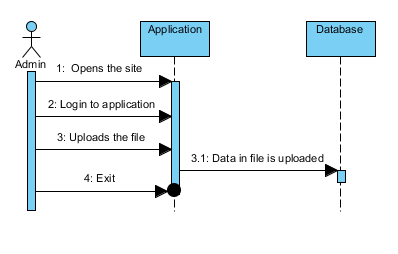 Application
Database
Admin
1: Opens the site
2: Login to application
3: Uploads the file
3.1: Data in file is uploaded
4: Exit